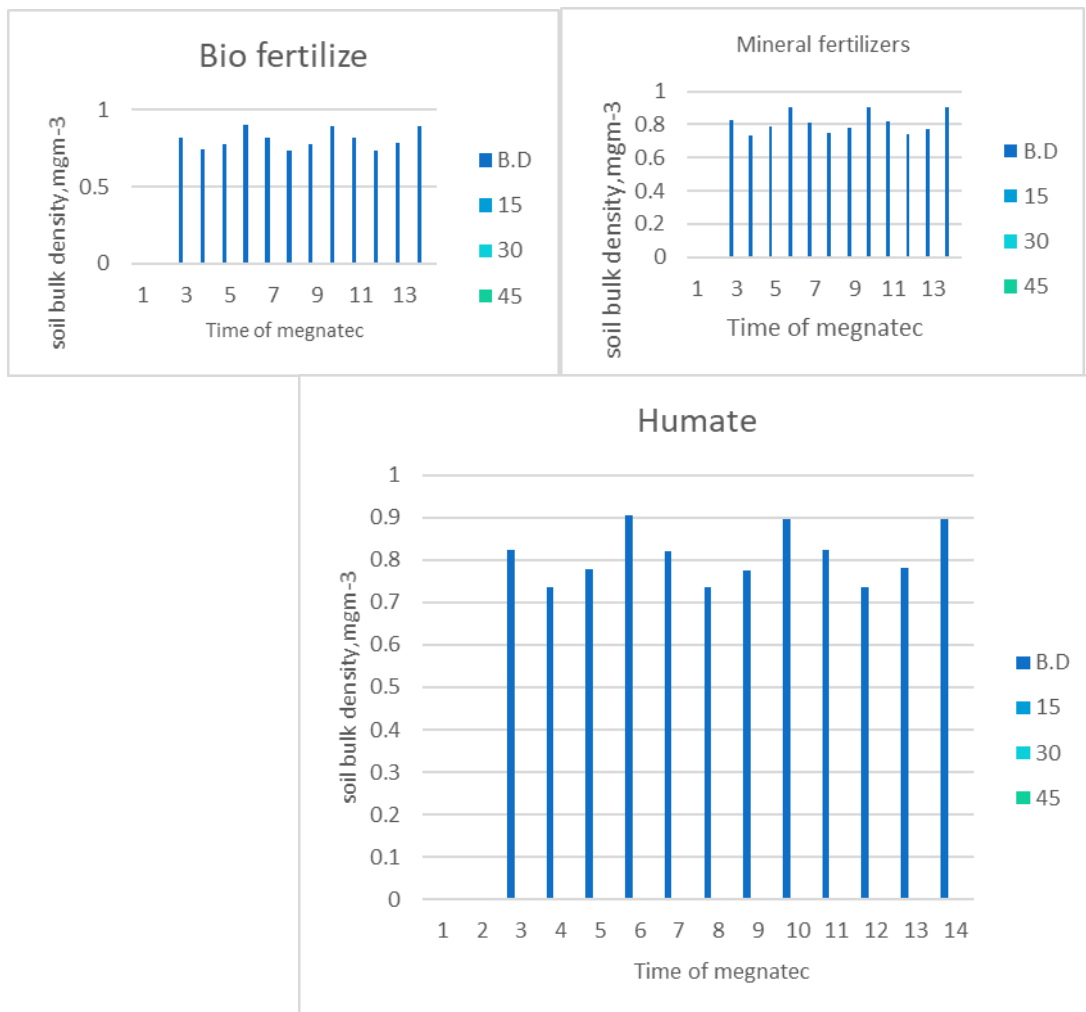 Bio fertilize
soil bulk density,mgm-3
1
0.5
0
1 3 5 7 9 11 13
Time of megnatec
B.D
15
30
45
Mineral fertilizers
soil bulk density,mgm-3
1
0.8
0.6
0.4
0.2
0
1 3 5 7 9 11 13
Time of megnatec
B.D
15
30
45
Humate
soil bulk density,mgm-3
1
0.9
0.8
0.7
0.6
0.5
0.4
0.3
0.2
0.1
0
1 2 3 4 5 6 7 8 9 10 11 12 13 14
Time of megnatec
B.D
15
30
45